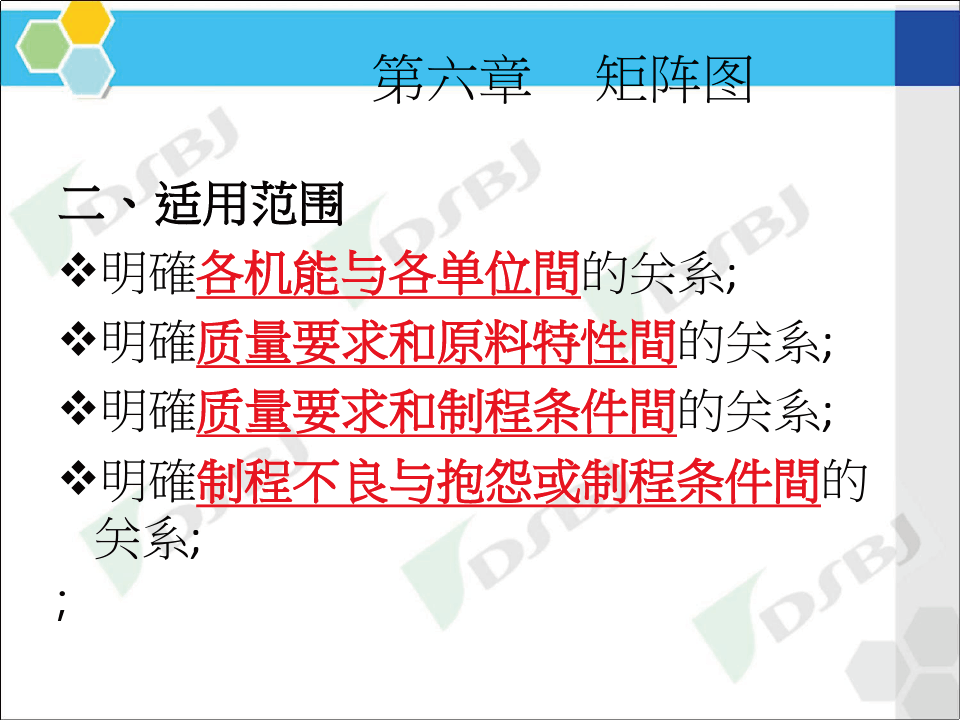 第六章 矩阵图
二、适用范围
❖明確各机能与各单位間的关系;
❖明確质量要求和原料特性間的关系;
❖明確质量要求和制程条件間的关系;
❖明確制程不良与抱怨或制程条件間的
关系;
;
DSBJ
DSBJ
DSBJ
DSBJ
DSBJ
DSBJ